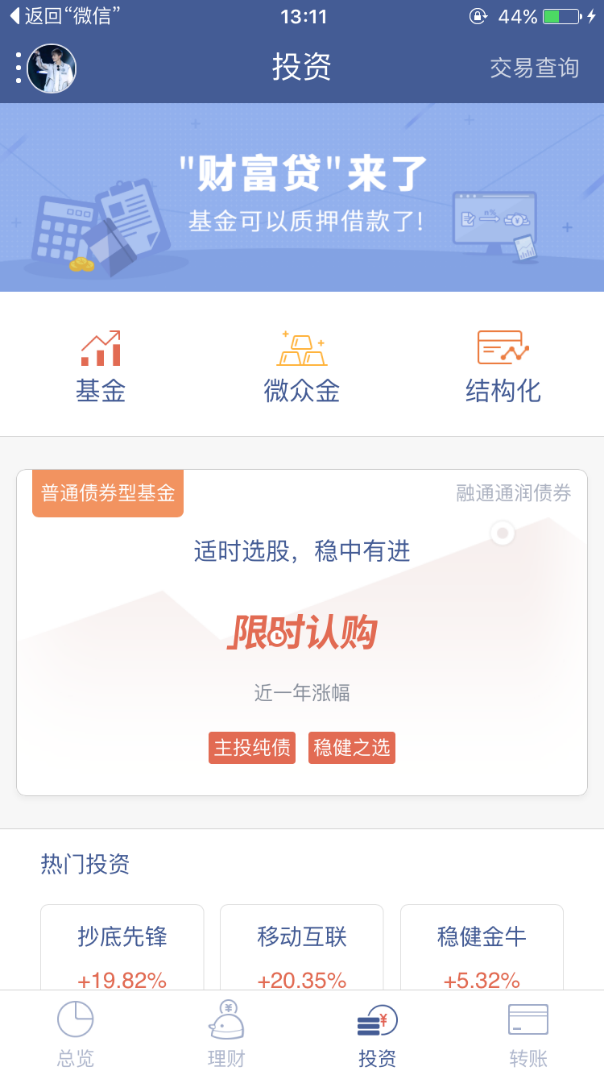 返回“微信”
13:11
44%
投资
交易查询
"财富贷"来了
基金可以质押借款了!
基金
微众金
结构化
普通债券型基金
融通通润债券
适时选股，稳中有进
限时认购
近一年涨幅
主投纯债
稳健之选
热门投资
抄底先锋
移动互联
稳健金牛
+19.82%
+20.35%
+5.32%
总览
理财
投资
转账